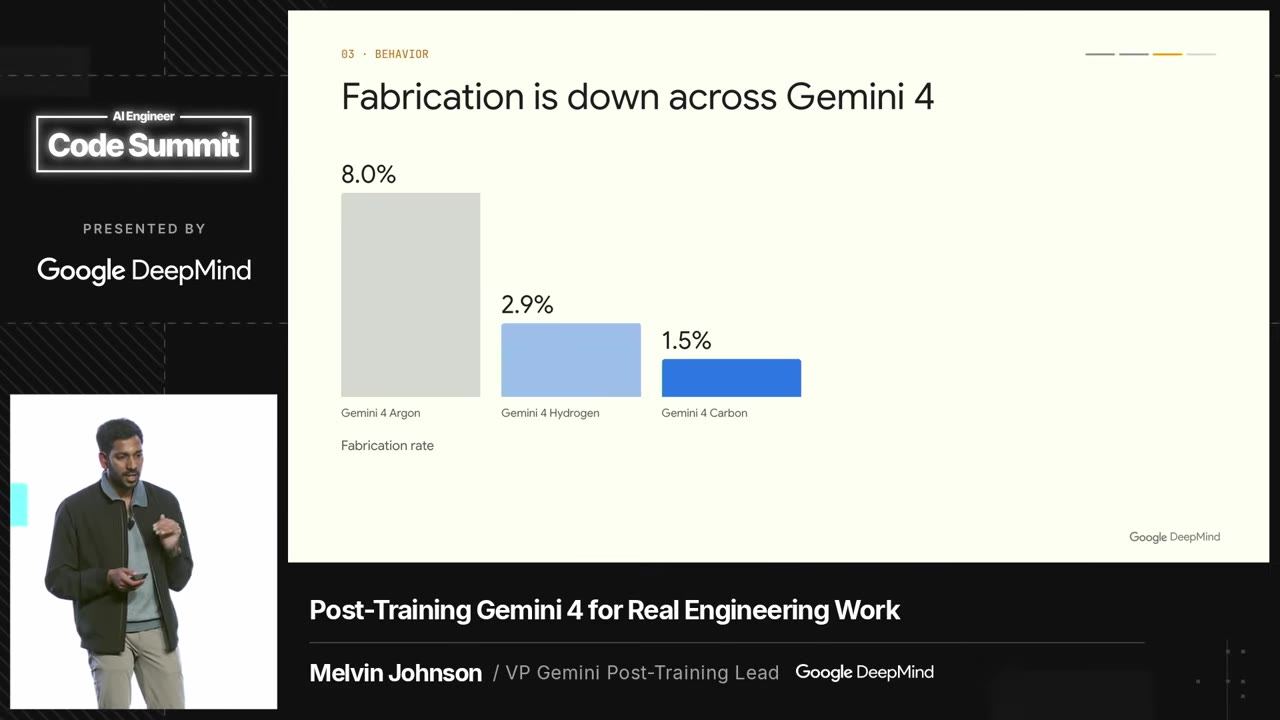 AI Engineer
Code Summit
PRESENTED BY
Google DeepMind
03 · BEHAVIOR
Fabrication is down across Gemini 4
8.0%
2.9%
1.5%
Gemini 4 Argon
Gemini 4 Hydrogen
Gemini 4 Carbon
Fabrication rate
Google DeepMind
Post-Training Gemini 4 for Real Engineering Work
Melvin Johnson / VP Gemini Post-Training Lead Google DeepMind